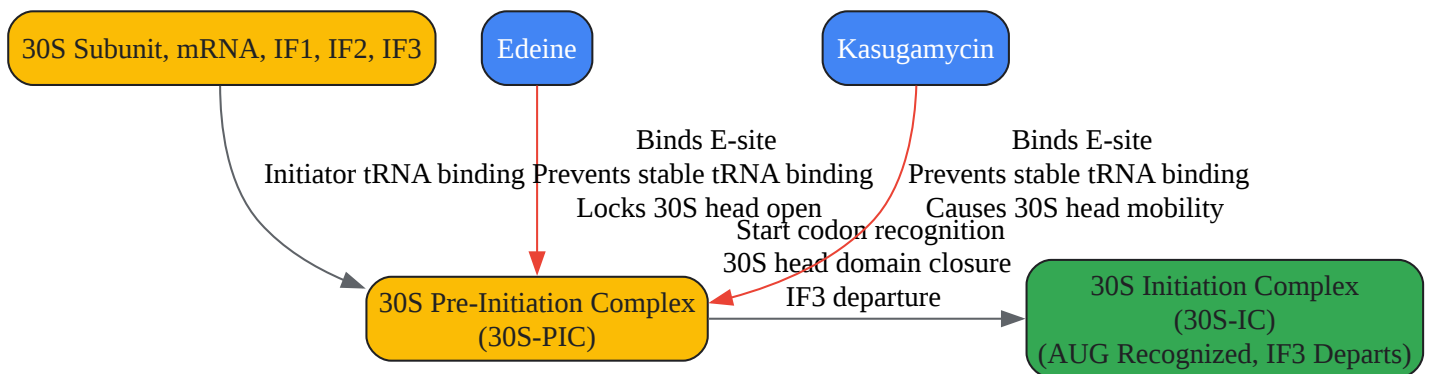 30S Subunit, mRNA, IF1, IF2, IF3
Edeine
Kasugamycin
Initiator tRNA binding
Binds E-site
Prevents stable tRNA binding
Locks 30S head open
Binds E-site
Prevents stable tRNA binding
Causes 30S head mobility
Start codon recognition
30S head domain closure
IF3 departure
30S Pre-Initiation Complex
(30S-PIC)
30S Initiation Complex
(30S-IC)
(AUG Recognized, IF3 Departs)